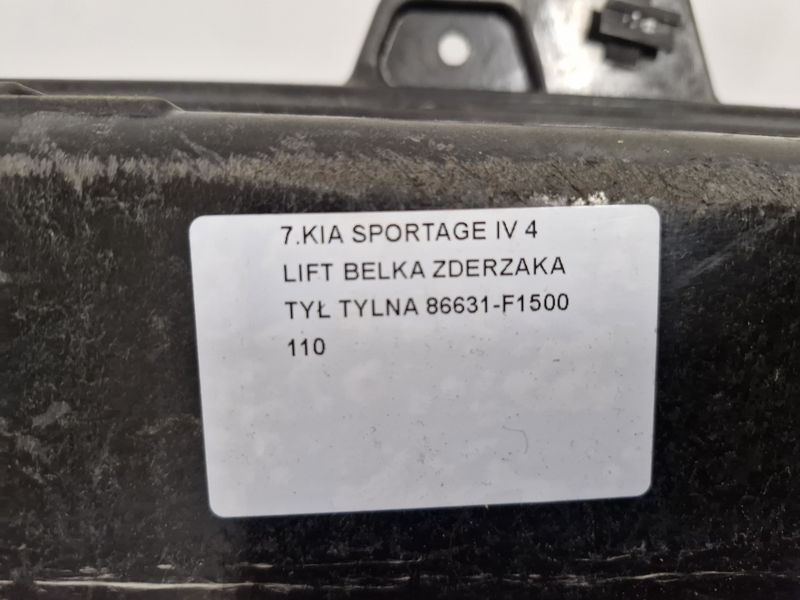 7.KIA SPORTAGE IV 4
LIFT BELKA ZDERZAKA
TYŁ TYLNA 86631-F1500
110